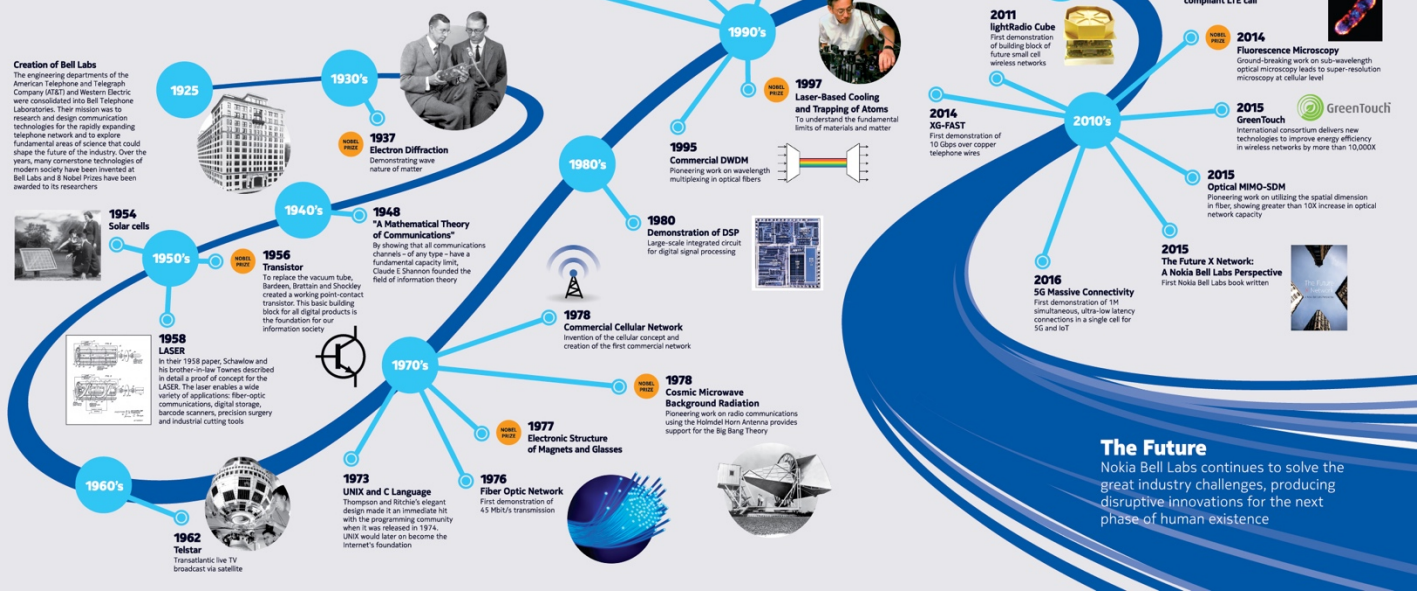 Creation of Bell Labs
The engineering departments of the
American Telephone and Telegraph
Company (AT&T) and Western Electric
were consolidated into Bell Telephone
Laboratories. Their mission was to
research and design communication
technologies for the rapidly expanding
telephone network and to explore
fundamental areas of science that could
shape the future of the industry. Over the
years, many cornerstone technologies of
modern society have been invented at
Bell Labs and 8 Nobel Prizes have been
awarded to its researchers
1925
1930's
NOBEL
PRIZE
1937
Electron Diffraction
Demonstrating wave
nature of matter
1940's
1948
"A Mathematical Theory
of Communications"
By showing that all communications
channels – of any type – have a
fundamental capacity limit,
Claude E Shannon founded the
field of information theory
1954
Solar cells
1950's
NOBEL
PRIZE
1956
Transistor
To replace the vacuum tube,
Bardeen, Brattain and Shockley
created a working point-contact
transistor. This basic building
block for all digital products is
the foundation for our
information society
1958
LASER
In their 1958 paper, Schawlow and
his brother-in-law Townes described
in detail a proof of concept for the
LASER. The laser enables a wide
variety of applications: fiber-optic
communications, digital storage,
barcode scanners, precision surgery
and industrial cutting tools
1960's
1962
Telstar
Transatlantic live TV
broadcast via satellite
1970's
1973
UNIX and C Language
Thompson and Ritchie's elegant
design made it an immediate hit
with the programming community
when it was released in 1974.
UNIX would later on become the
Internet's foundation
1976
Fiber Optic Network
First demonstration of
45 Mbit/s transmission
NOBEL
PRIZE
1977
Electronic Structure
of Magnets and Glasses
NOBEL
PRIZE
1978
Cosmic Microwave
Background Radiation
Pioneering work on radio communications
using the Holmdel Horn Antenna provides
support for the Big Bang Theory
1978
Commercial Cellular Network
Invention of the cellular concept and
creation of the first commercial network
1980's
1980
Demonstration of DSP
Large-scale integrated circuit
for digital signal processing
1990's
1995
Commercial DWDM
Pioneering work on wavelength
multiplexing in optical fibers
NOBEL
PRIZE
1997
Laser-Based Cooling
and Trapping of Atoms
To understand the fundamental
limits of materials and matter
2011
lightRadio Cube
First demonstration
of building block of
future small cell
wireless networks
compliant LTE call
2010's
2014
XG-FAST
First demonstration of
10 Gbps over copper
telephone wires
NOBEL
PRIZE
2014
Fluorescence Microscopy
Ground-breaking work on sub-wavelength
optical microscopy leads to super-resolution
microscopy at cellular level
2015
GreenTouch
GreenTouch
International consortium delivers new
technologies to improve energy efficiency
in wireless networks by more than 10,000X
2015
Optical MIMO-SDM
Pioneering work on utilizing the spatial dimension
in fiber, showing greater than 10X increase in optical
network capacity
2015
The Future X Network:
A Nokia Bell Labs Perspective
First Nokia Bell Labs book written
2016
5G Massive Connectivity
First demonstration of 1M
simultaneous, ultra-low latency
connections in a single cell for
5G and IoT
The Future
Nokia Bell Labs continues to solve the
great industry challenges, producing
disruptive innovations for the next
phase of human existence